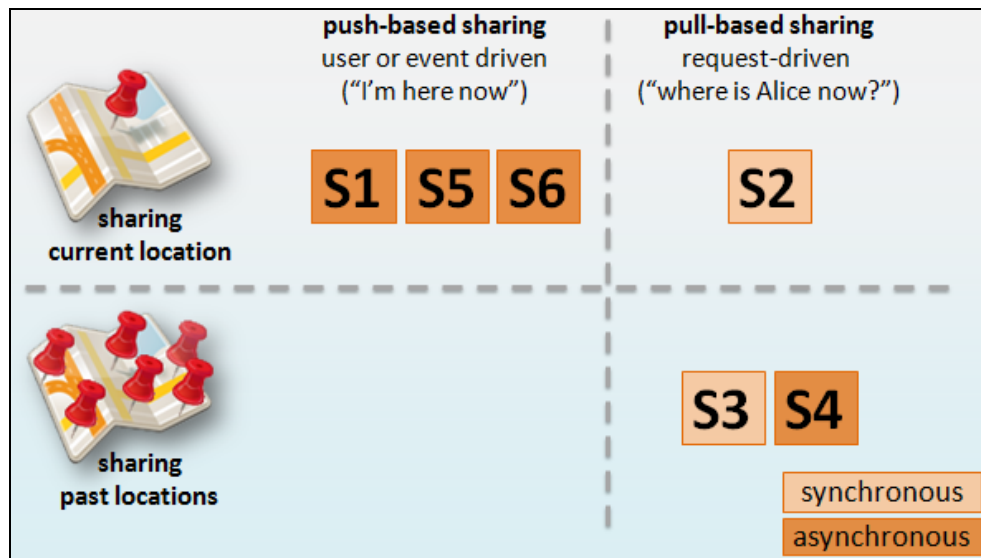 push-based sharing
user or event driven
(“I’m here now”)
pull-based sharing
request-driven
(“where is Alice now?”)
sharing
current location
S1 S5 S6
S2
sharing
past locations
S3 S4
synchronous
asynchronous